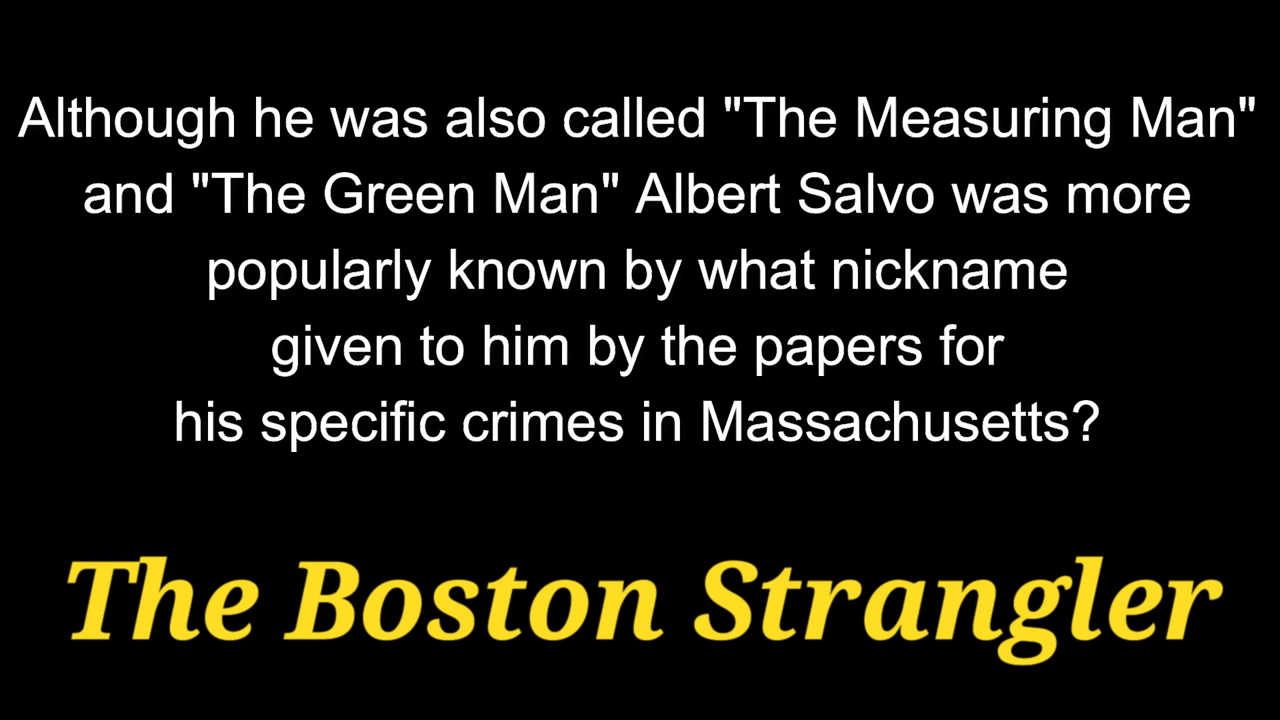 Although he was also called "The Measuring Man"
and "The Green Man" Albert Salvo was more
popularly known by what nickname
given to him by the papers for
his specific crimes in Massachusetts?
The Boston Strangler